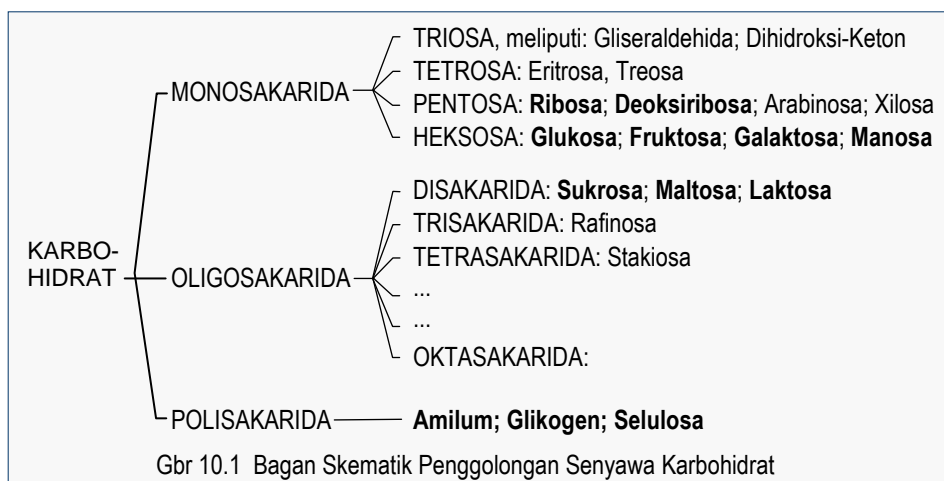 TRIOSA, meliputi: Gliseraldehida; Dihidroksi-Keton
TETROSA: Eritrosa, Treosa
MONOSAKARIDA
PENTOSA: Ribosa; Deoksiribosa; Arabinosa; Xilosa
HEKSOSA: Glukosa; Fruktosa; Galaktosa; Manosa
DISAKARIDA: Sukrosa; Maltosa; Laktosa
TRISAKARIDA: Rafinosa
KARBO-
HIDRAT
OLIGOSAKARIDA
TETRASAKARIDA: Stakiosa
...
...
OKTASAKARIDA:
POLISAKARIDA
Amilum; Glikogen; Selulosa
Gbr 10.1 Bagan Skematik Penggolongan Senyawa Karbohidrat